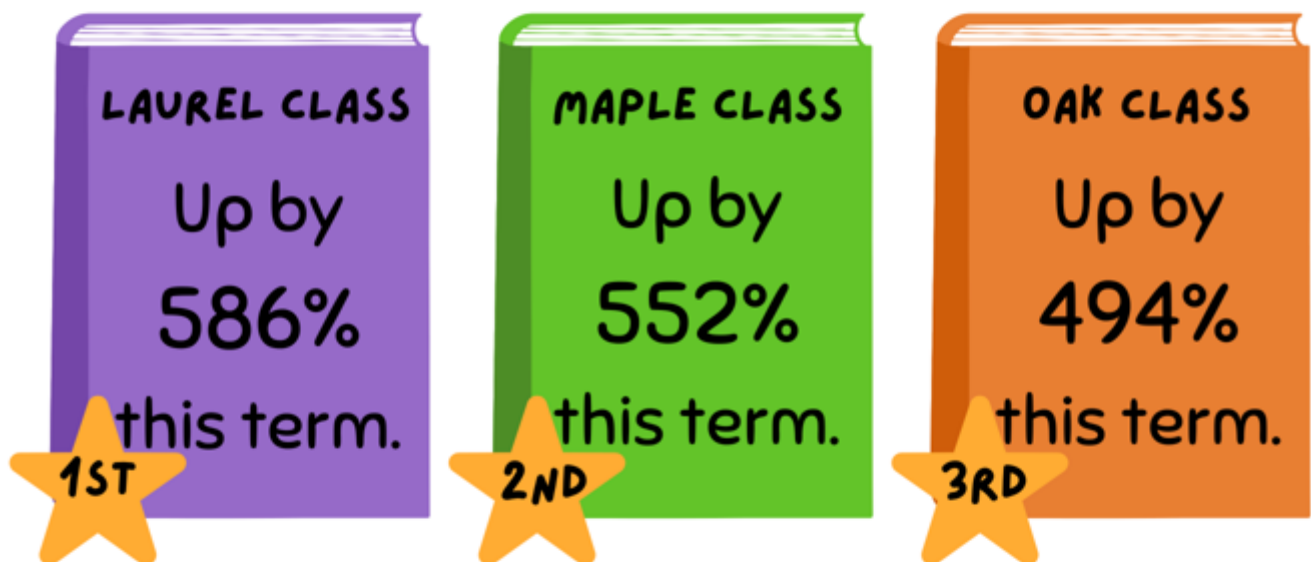 LAUREL CLASS
Up by
586%
this term.
1ST
MAPLE CLASS
Up by
552%
this term.
2ND
OAK CLASS
Up by
494%
this term.
3RD